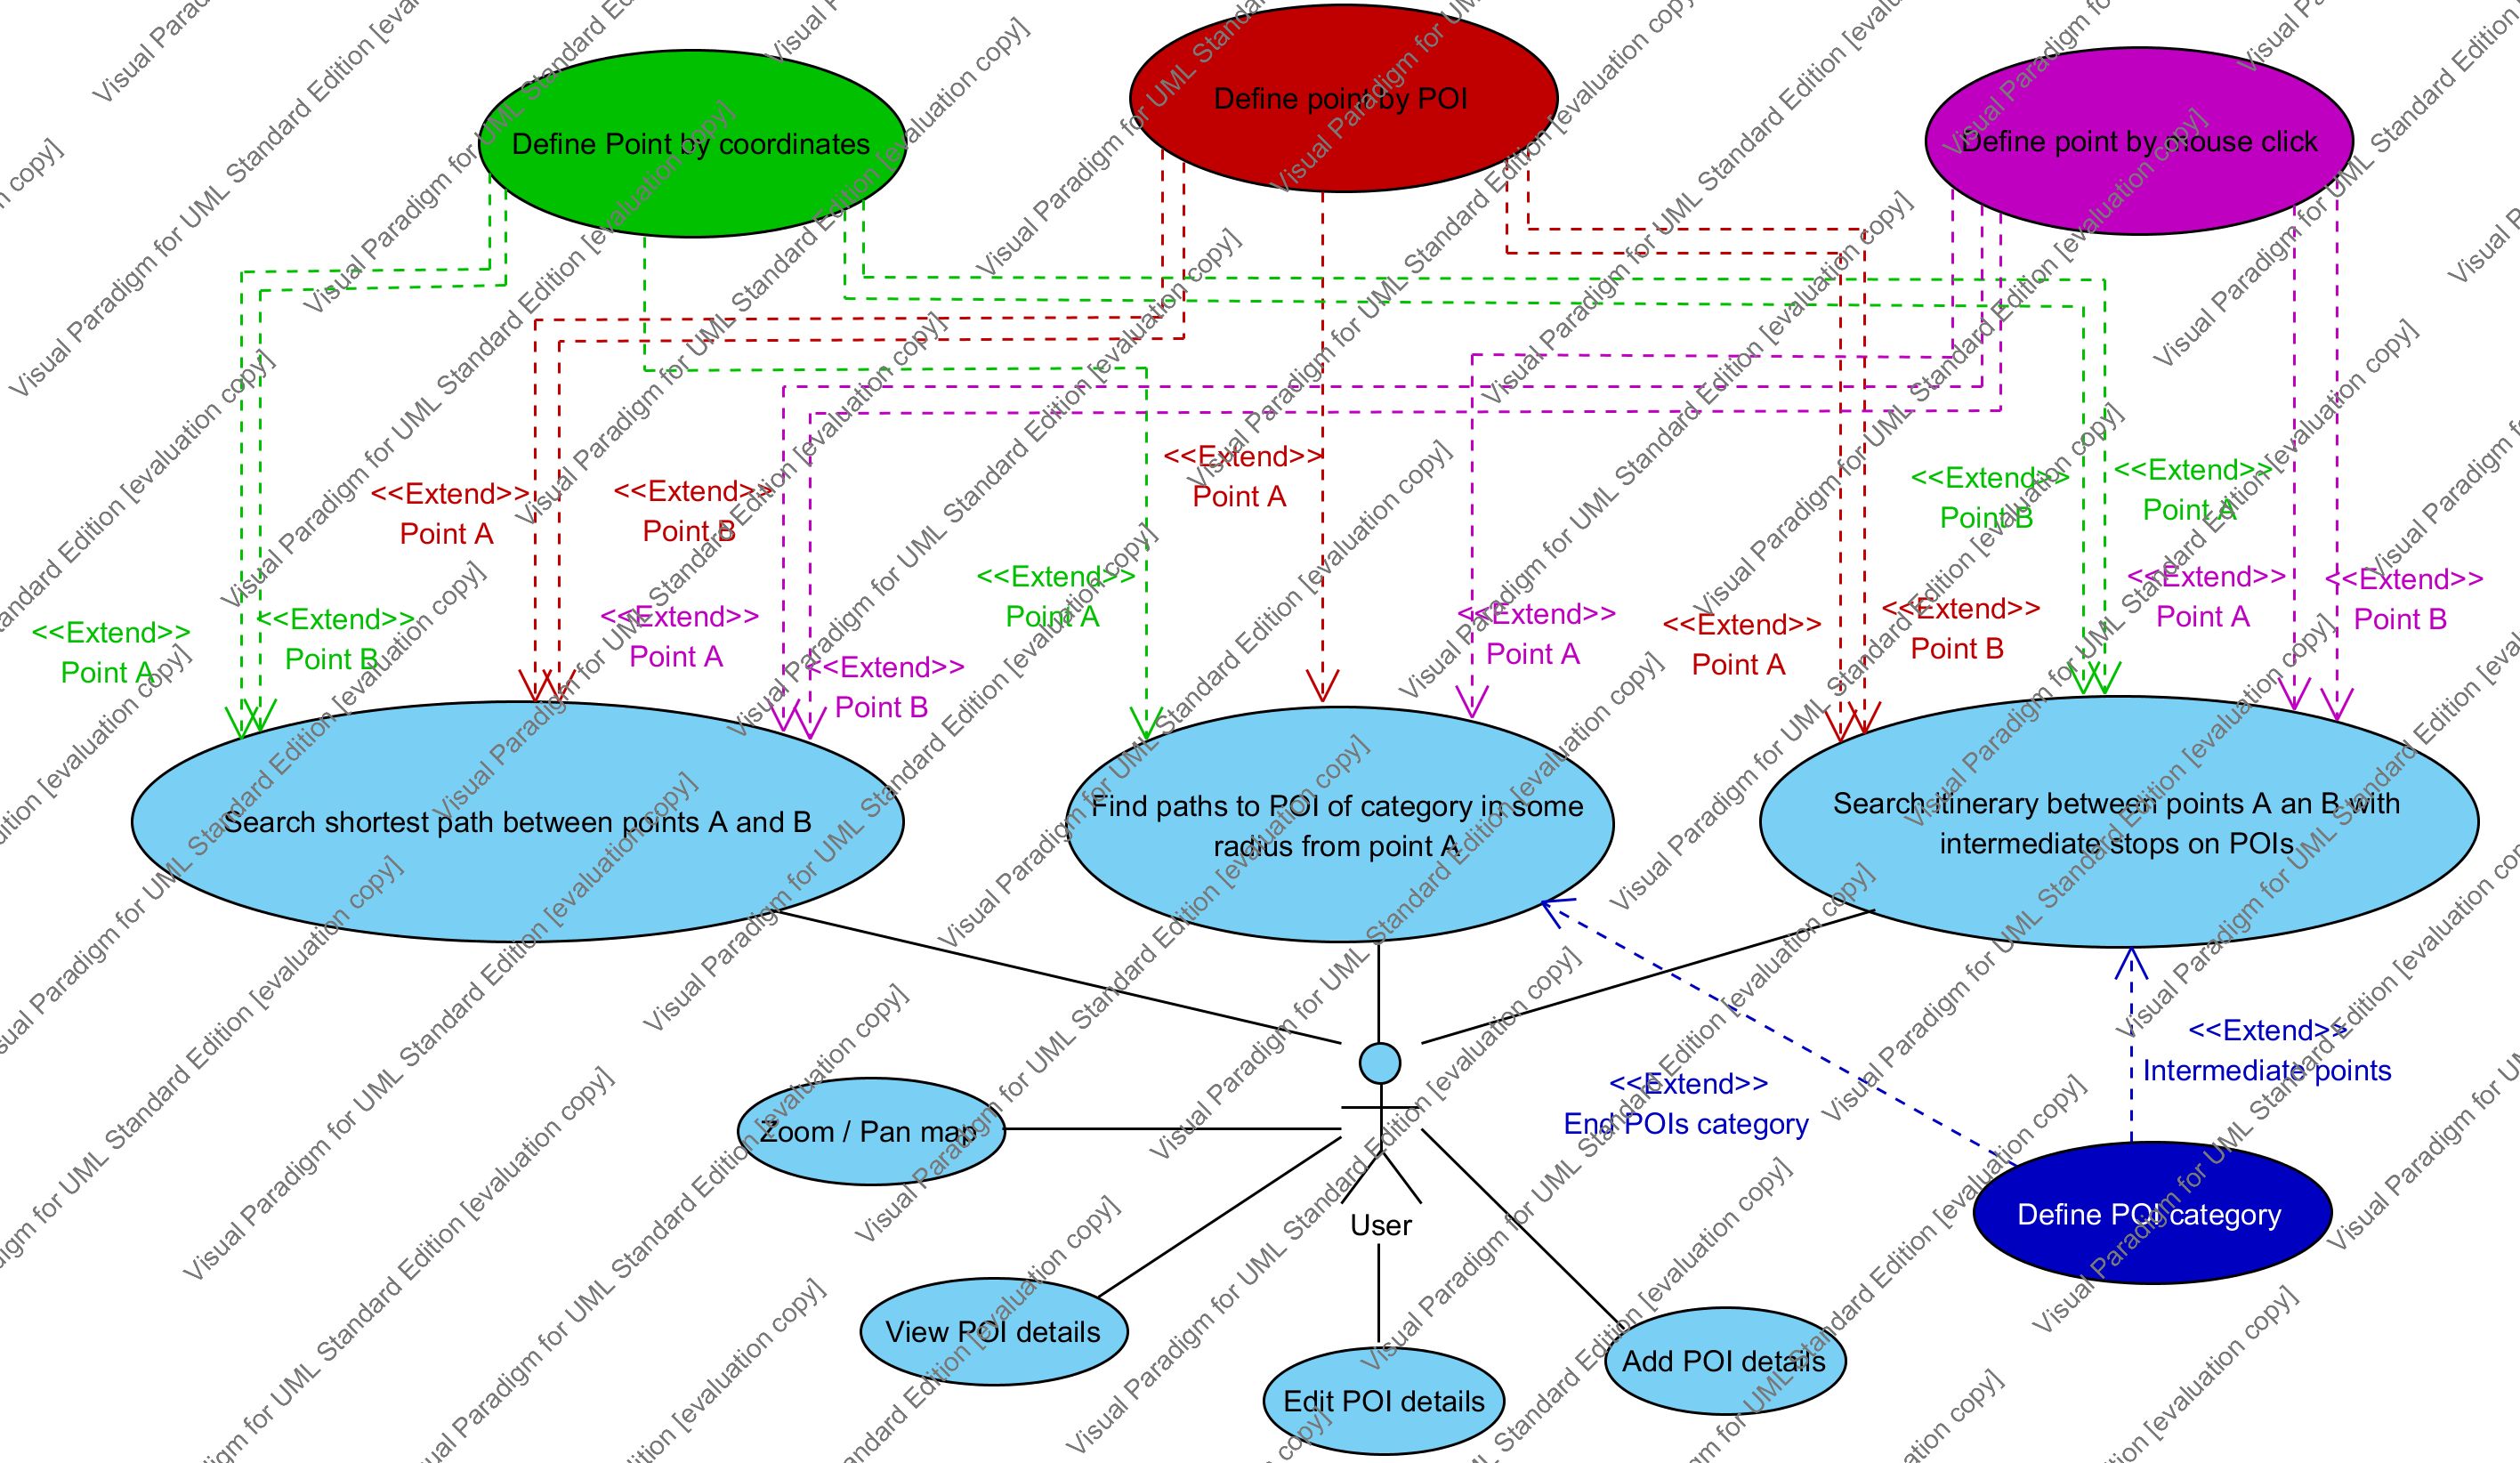 Define Point by coordinates
Define point by POI
Define point by mouse click
<<Extend>>
Point A
<<Extend>>
Point B
<<Extend>>
Point A
<<Extend>>
Point B
<<Extend>>
Point A
<<Extend>>
Point B
<<Extend>>
Point A
<<Extend>>
Point A
<<Extend>>
Point A
<<Extend>>
Point A
<<Extend>>
Point B
<<Extend>>
Point B
<<Extend>>
Point A
<<Extend>>
Point A
<<Extend>>
Point B
Search shortest path between points A and B
Find paths to POI of category in some
radius from point A
Search itinerary between points A an B with
intermediate stops on POIs
<<Extend>>
Intermediate points
<<Extend>>
End POIs category
Zoom / Pan map
User
Define POI category
View POI details
Edit POI details
Add POI details
Visual Paradigm for UML Standard Edition [evaluation copy]